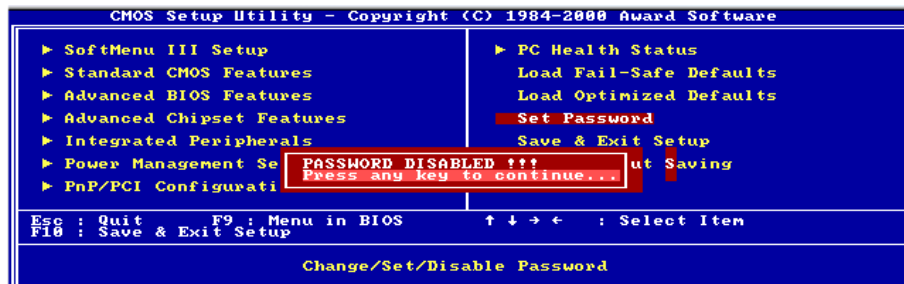 CMOS Setup Utility - Copyright (C) 1984-2000 Award Software
▶ SoftMenu III Setup
▶ Standard CMOS Features
▶ Advanced BIOS Features
▶ Advanced Chipset Features
▶ Integrated Peripherals
▶ Power Management Se
▶ PnP/PCI Configurati
▶ PC Health Status
Load Fail-Safe Defaults
Load Optimized Defaults
Set Password
Save & Exit Setup
ut Saving
PASSWORD DISABLED !!!
Press any key to continue...
Esc : Quit F9 : Menu in BIOS ↑ ↓ → ← : Select Item
F10 : Save & Exit Setup
Change/Set/Disable Password